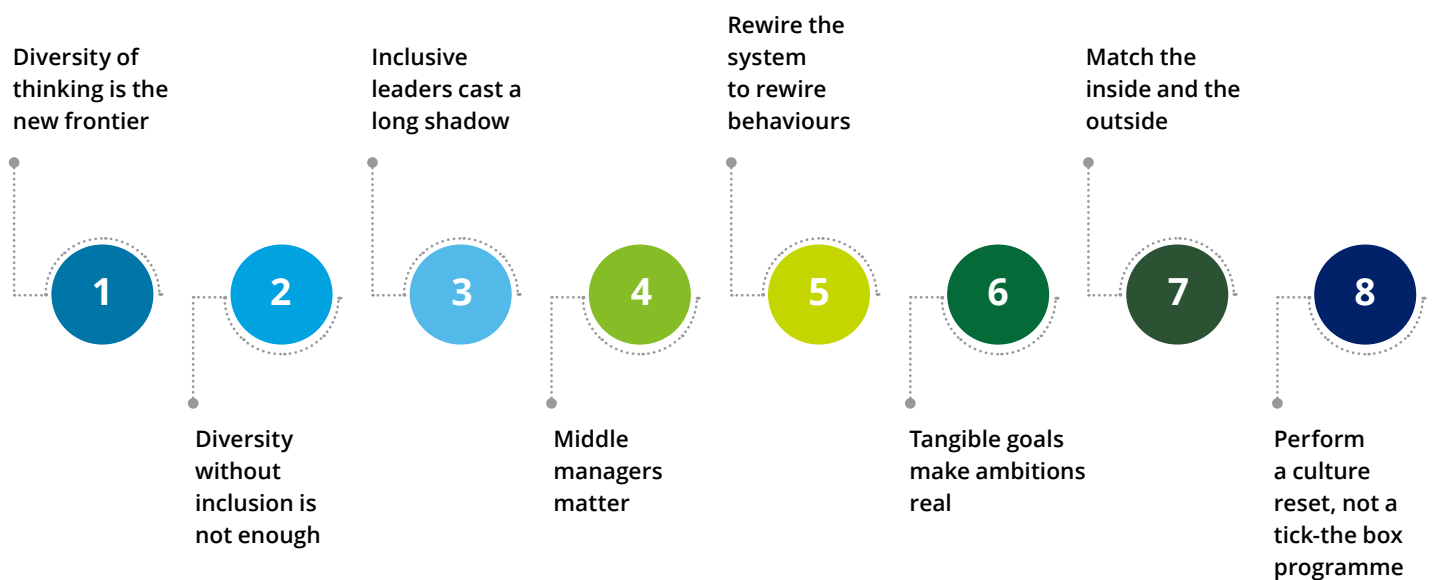 Diversity of
thinking is the
new frontier
Inclusive
leaders cast a
long shadow
Rewire the
system
to rewire
behaviours
Match the
inside and the
outside
1
2
3
4
5
6
7
8
Diversity
without
inclusion is
not enough
Middle
managers
matter
Tangible goals
make ambitions
real
Perform
a culture
reset, not a
tick-the box
programme